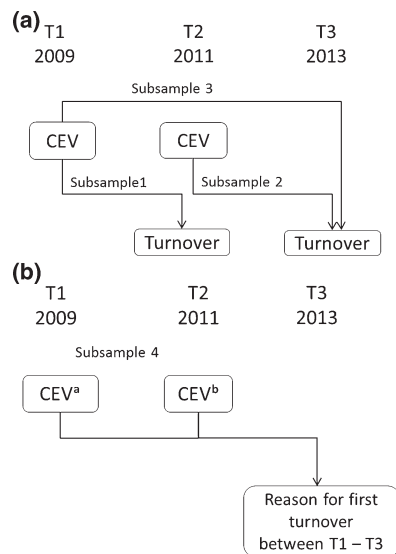 (a)
T1 T2 T3
2009 2011 2013
Subsample 3
CEV CEV
Subsample1 Subsample 2
Turnover Turnover
(b)
T1 T2 T3
2009 2011 2013
Subsample 4
CEVᵃ CEVᵇ
Reason for first
turnover
between T1 – T3